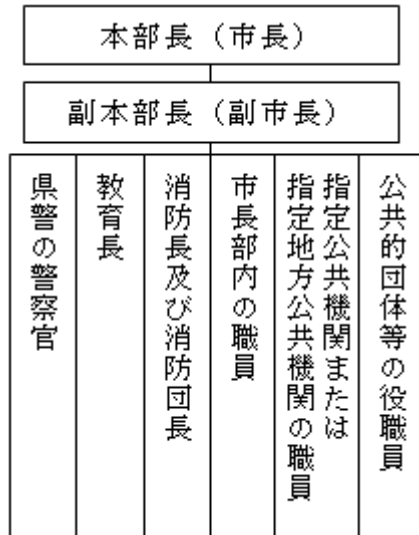 本部長（市長）
副本部長（副市長）
県警の警察官
教育長
消防長及び消防団長
市長部内の職員
指定公共機関または
指定地方公共機関の職員
公共的団体等の役職員